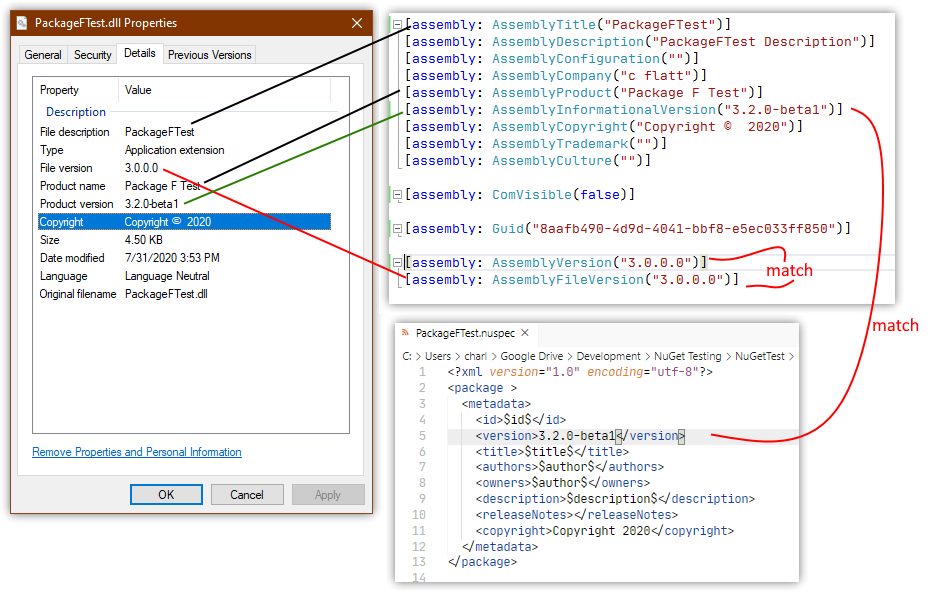 PackageFTest.dll Properties
General Security Details Previous Versions
Property Value
Description
File description PackageFTest
Type Application extension
File version 3.0.0.0
Product name Package F Test
Product version 3.2.0-beta1
Copyright Copyright © 2020
Size 4.50 KB
Date modified 7/31/2020 3:53 PM
Language Language Neutral
Original filename PackageFTest.dll
Remove Properties and Personal Information
OK Cancel Apply
[assembly: AssemblyTitle("PackageFTest")]
[assembly: AssemblyDescription("PackageFTest Description")]
[assembly: AssemblyConfiguration("")]
[assembly: AssemblyCompany("c flatt")]
[assembly: AssemblyProduct("Package F Test")]
[assembly: AssemblyInformationalVersion("3.2.0-beta1")]
[assembly: AssemblyCopyright("Copyright ©  2020")]
[assembly: AssemblyTrademark("")]
[assembly: AssemblyCulture("")]
[assembly: ComVisible(false)]
[assembly: Guid("8aafb490-4d9d-4041-bbf8-e5ec033ff850")]
[assembly: AssemblyVersion("3.0.0.0")]
[assembly: AssemblyFileVersion("3.0.0.0")]
match
match
PackageFTest.nuspec
C: > Users > charl > Google Drive > Development > NuGet Testing > NuGetTest >
1 <?xml version="1.0" encoding="utf-8"?>
2 <package >
3 <metadata>
4 <id>$id$</id>
5 <version>3.2.0-beta1</version>
6 <title>$title$</title>
7 <authors>$author$</authors>
8 <owners>$author$</owners>
9 <description>$description$</description>
10 <releaseNotes></releaseNotes>
11 <copyright>Copyright 2020</copyright>
12 </metadata>
13 </package>
14